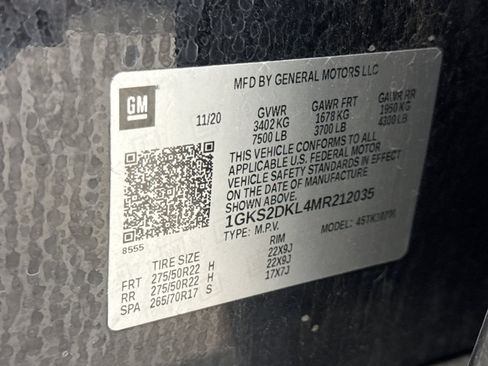 MFD BY GENERAL MOTORS LLC
GM
11/20
GVWR GAWR FRT GAWR RR
3402 KG 1678 KG 1950 KG
7500 LB 3700 LB 4300 LB
THIS VEHICLE CONFORMS TO ALL
APPLICABLE U.S. FEDERAL MOTOR
VEHICLE SAFETY STANDARDS IN EFFECT
ON THE DATE OF MANUFACTURE
SHOWN ABOVE.
1GKS2DKL4MR212035
TYPE: M.P.V. MODEL:
8555
TIRE SIZE RIM
FRT 275/50R22 H 22X9J
RR 275/50R22 H 22X9J
SPA 265/70R17 S 17X7J